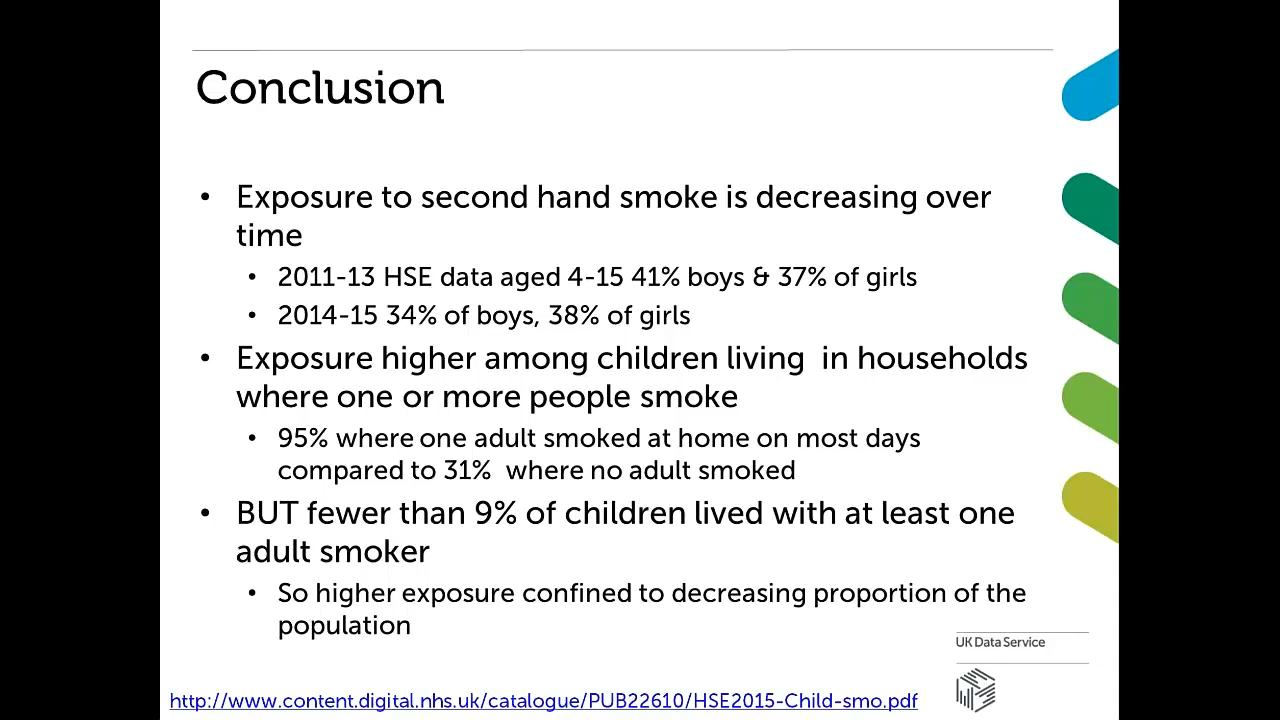 Conclusion
• Exposure to second hand smoke is decreasing over
time
• 2011-13 HSE data aged 4-15 41% boys & 37% of girls
• 2014-15 34% of boys, 38% of girls
• Exposure higher among children living  in households
where one or more people smoke
• 95% where one adult smoked at home on most days
compared to 31%  where no adult smoked
• BUT fewer than 9% of children lived with at least one
adult smoker
• So higher exposure confined to decreasing proportion of the
population
UK Data Service
http://www.content.digital.nhs.uk/catalogue/PUB22610/HSE2015-Child-smo.pdf